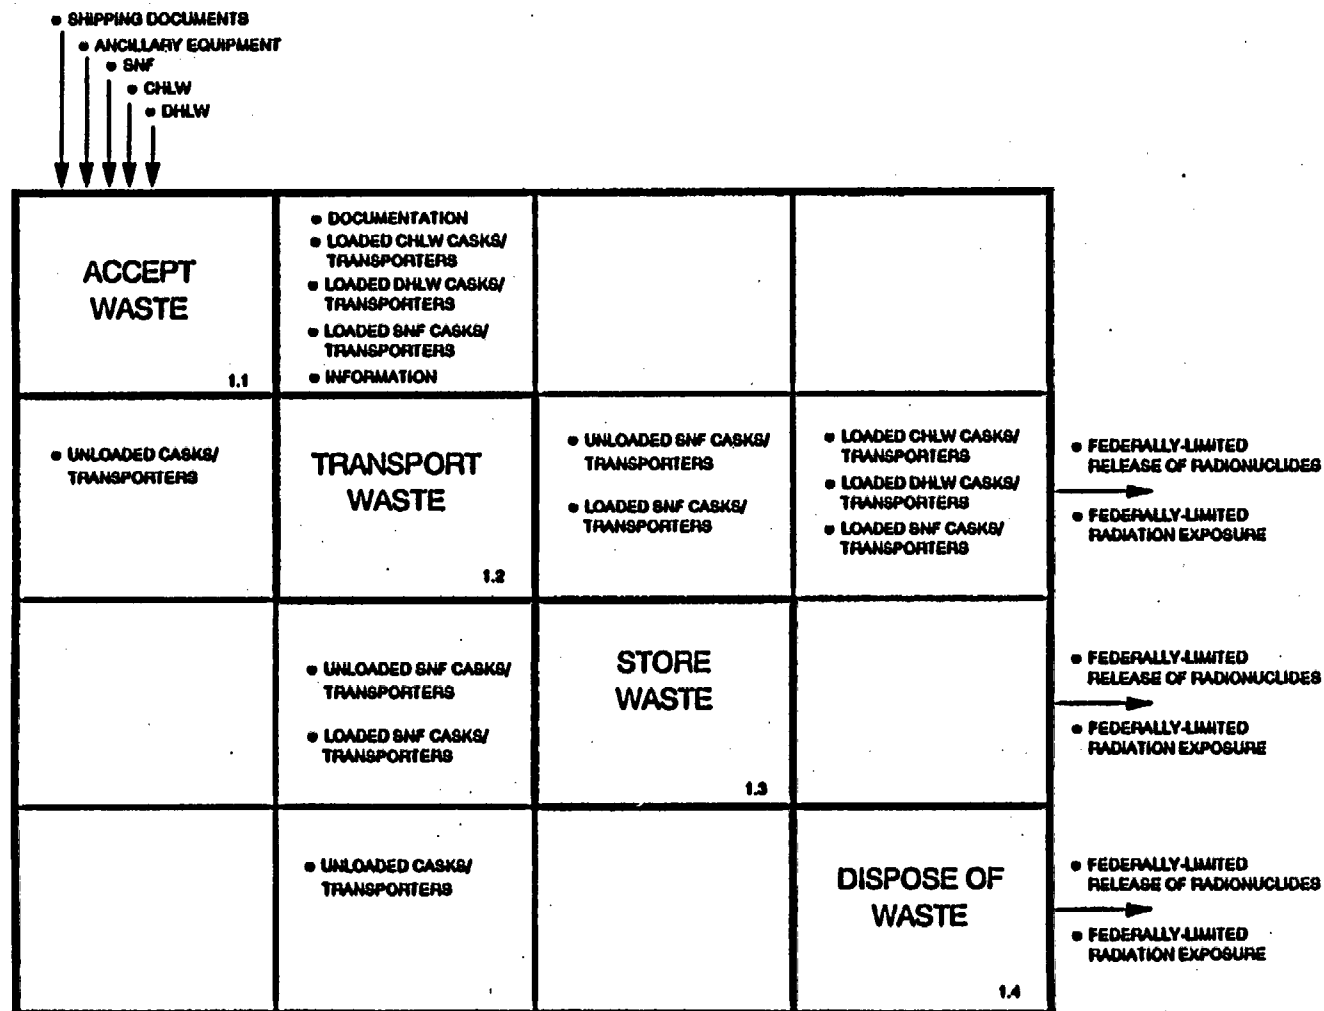 • SHIPPING DOCUMENTS
• ANCILLARY EQUIPMENT
• SNF
• CHLW
• DHLW
ACCEPT
WASTE
1.1
• DOCUMENTATION
• LOADED CHLW CASKS/
TRANSPORTERS
• LOADED DHLW CASKS/
TRANSPORTERS
• LOADED SNF CASKS/
TRANSPORTERS
• INFORMATION
• UNLOADED CASKS/
TRANSPORTERS
TRANSPORT
WASTE
1.2
• UNLOADED SNF CASKS/
TRANSPORTERS
• LOADED SNF CASKS/
TRANSPORTERS
• LOADED CHLW CASKS/
TRANSPORTERS
• LOADED DHLW CASKS/
TRANSPORTERS
• LOADED SNF CASKS/
TRANSPORTERS
• FEDERALLY-LIMITED
RELEASE OF RADIONUCLIDES
• FEDERALLY-LIMITED
RADIATION EXPOSURE
• UNLOADED SNF CASKS/
TRANSPORTERS
• LOADED SNF CASKS/
TRANSPORTERS
STORE
WASTE
1.3
• FEDERALLY-LIMITED
RELEASE OF RADIONUCLIDES
• FEDERALLY-LIMITED
RADIATION EXPOSURE
• UNLOADED CASKS/
TRANSPORTERS
DISPOSE OF
WASTE
1.4
• FEDERALLY-LIMITED
RELEASE OF RADIONUCLIDES
• FEDERALLY-LIMITED
RADIATION EXPOSURE